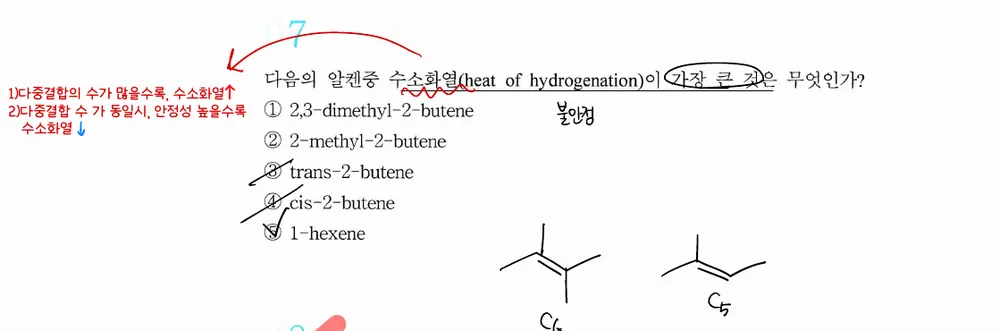 7
다음의 알켄중 수소화열(heat of hydrogenation)이 가장 큰 것은 무엇인가?
1)다중결합의 수가 많을수록, 수소화열↑
2)다중결합 수 가 동일시, 안정성 높을수록
수소화열↓
① 2,3-dimethyl-2-butene
불안정
② 2-methyl-2-butene
③ trans-2-butene
④ cis-2-butene
⑤ 1-hexene
C6
C5